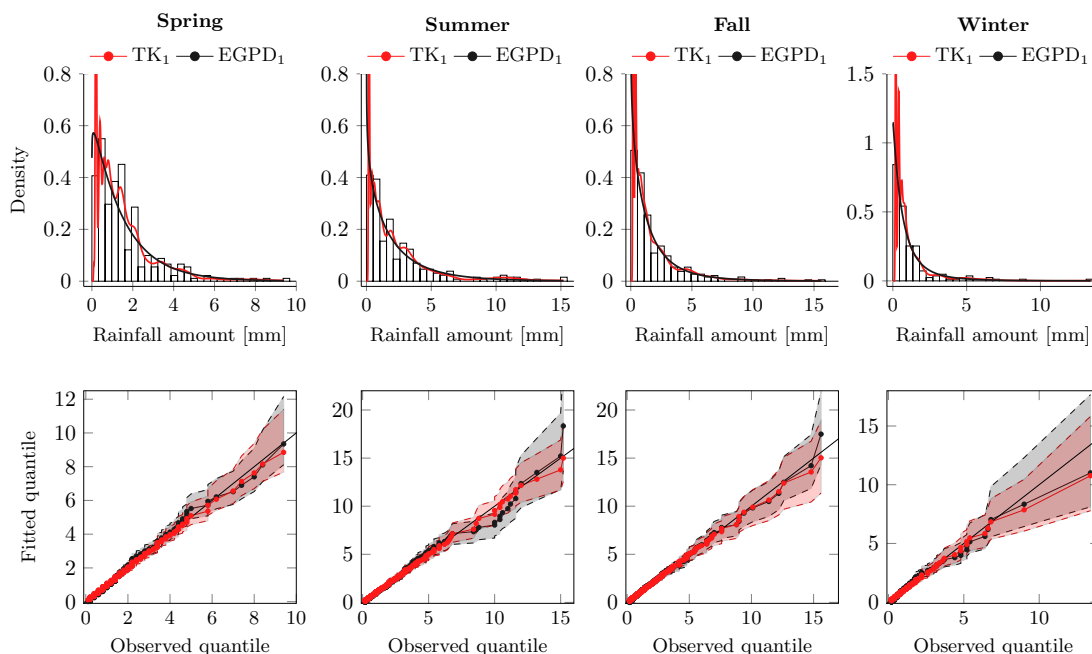 Spring Summer Fall Winter
TK1 EGPD1 TK1 EGPD1 TK1 EGPD1 TK1 EGPD1
0.8 0.8 0.8 1.5
0.6 0.6 0.6
1
0.4 0.4 0.4
0.5
0.2 0.2 0.2
0 0 0 0
Density
0 2 4 6 8 10 0 5 10 15 0 5 10 15 0 5 10
Rainfall amount [mm] Rainfall amount [mm] Rainfall amount [mm] Rainfall amount [mm]
12
10
8
6
4
2
0
20
15
10
5
0
20
15
10
5
0
15
10
5
0
Fitted quantile
0 2 4 6 8 10 0 5 10 15 0 5 10 15 0 5 10
Observed quantile Observed quantile Observed quantile Observed quantile